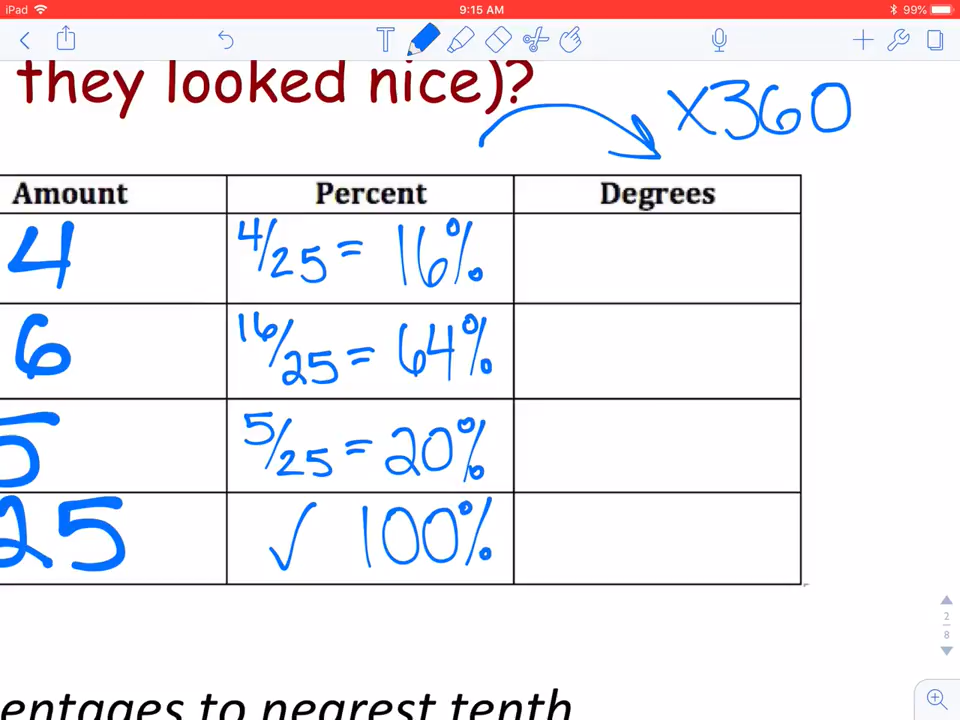 iPad 9:15 AM 99%
T
they looked nice)?
x360
Amount Percent Degrees
4 4/25 = 16%
6 16/25 = 64%
5 5/25 = 20%
25 ✓ 100%
2
8
entages to nearest tenth